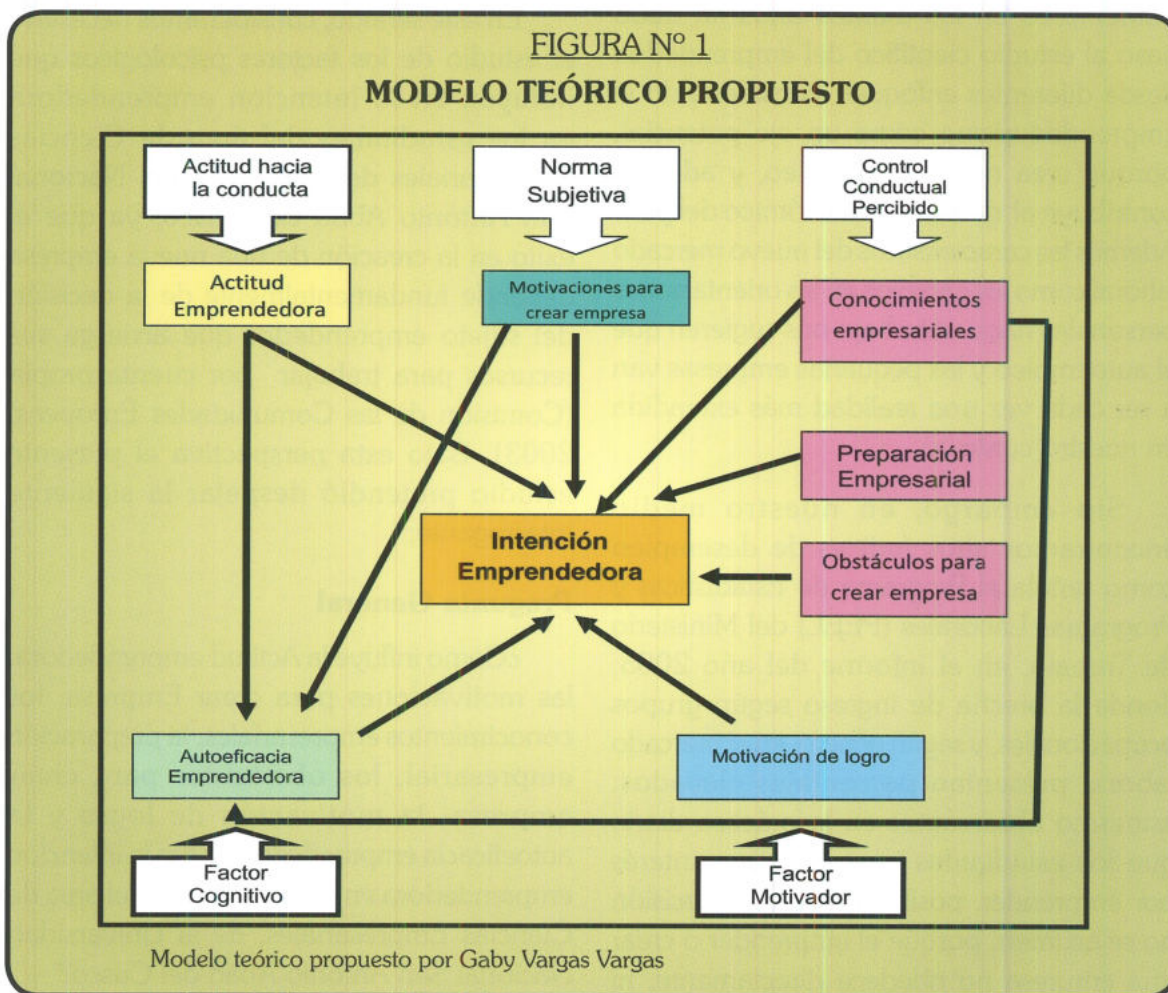 FIGURA Nº 1
MODELO TEÓRICO PROPUESTO
Actitud hacia
la conducta
Norma
Subjetiva
Control
Conductual
Percibido
Actitud
Emprendedora
Motivaciones para
crear empresa
Conocimientos
empresariales
Preparación
Empresarial
Intención
Emprendedora
Obstáculos para
crear empresa
Autoeficacia
Emprendedora
Motivación de logro
Factor
Cognitivo
Factor
Motivador
Modelo teórico propuesto por Gaby Vargas Vargas